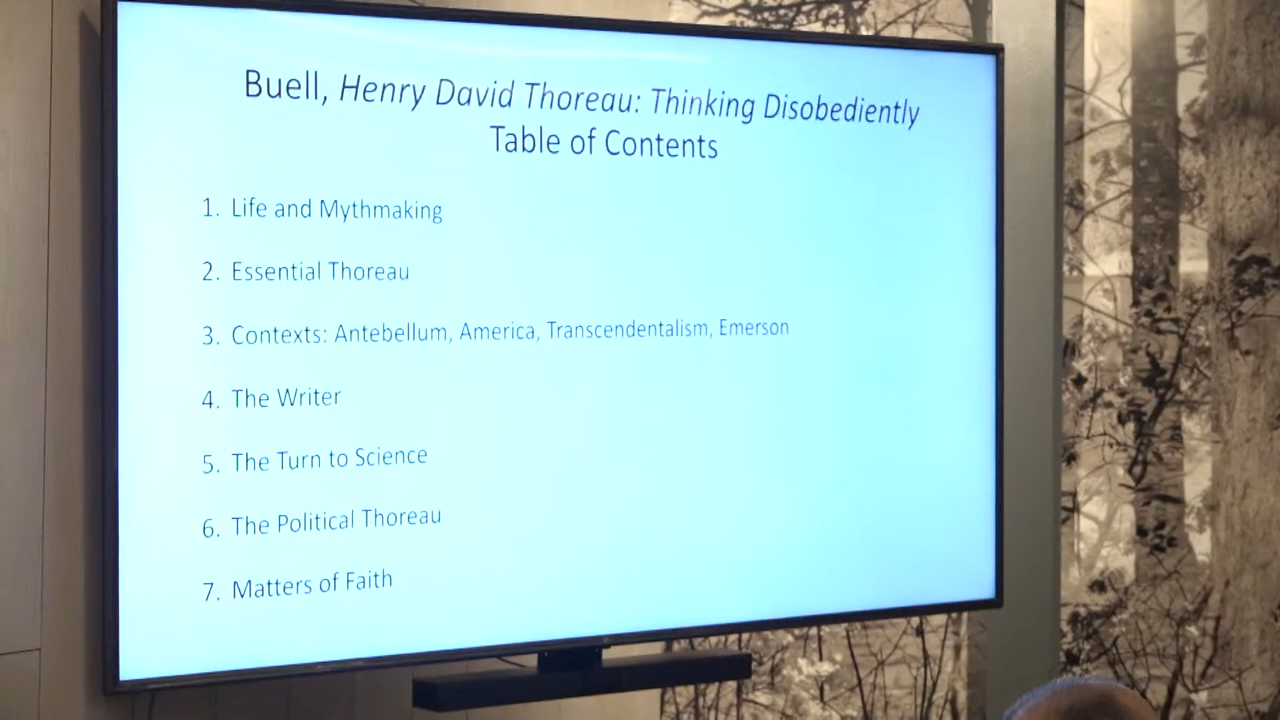 Buell, Henry David Thoreau: Thinking Disobediently
Table of Contents
1. Life and Mythmaking
2. Essential Thoreau
3. Contexts: Antebellum, America, Transcendentalism, Emerson
4. The Writer
5. The Turn to Science
6. The Political Thoreau
7. Matters of Faith